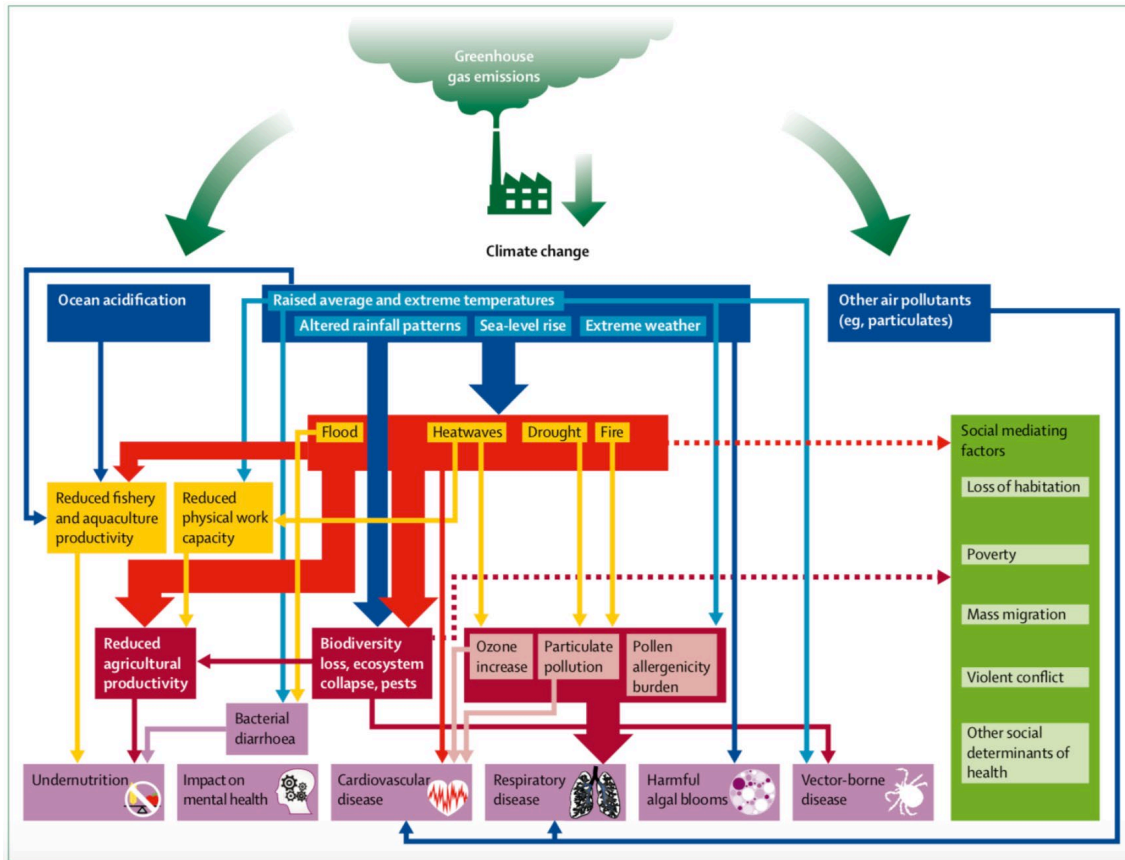 Greenhouse
gas emissions
Climate change
Ocean acidification
Raised average and extreme temperatures
Altered rainfall patterns
Sea-level rise
Extreme weather
Other air pollutants
(eg, particulates)
Flood
Heatwaves
Drought
Fire
Social mediating
factors
Loss of habitation
Poverty
Mass migration
Violent conflict
Other social
determinants of
health
Reduced fishery
and aquaculture
productivity
Reduced
physical work
capacity
Reduced
agricultural
productivity
Biodiversity
loss, ecosystem
collapse, pests
Ozone
increase
Particulate
pollution
Pollen
allergenicity
burden
Bacterial
diarrhoea
Undernutrition
Impact on
mental health
Cardiovascular
disease
Respiratory
disease
Harmful
algal blooms
Vector-borne
disease